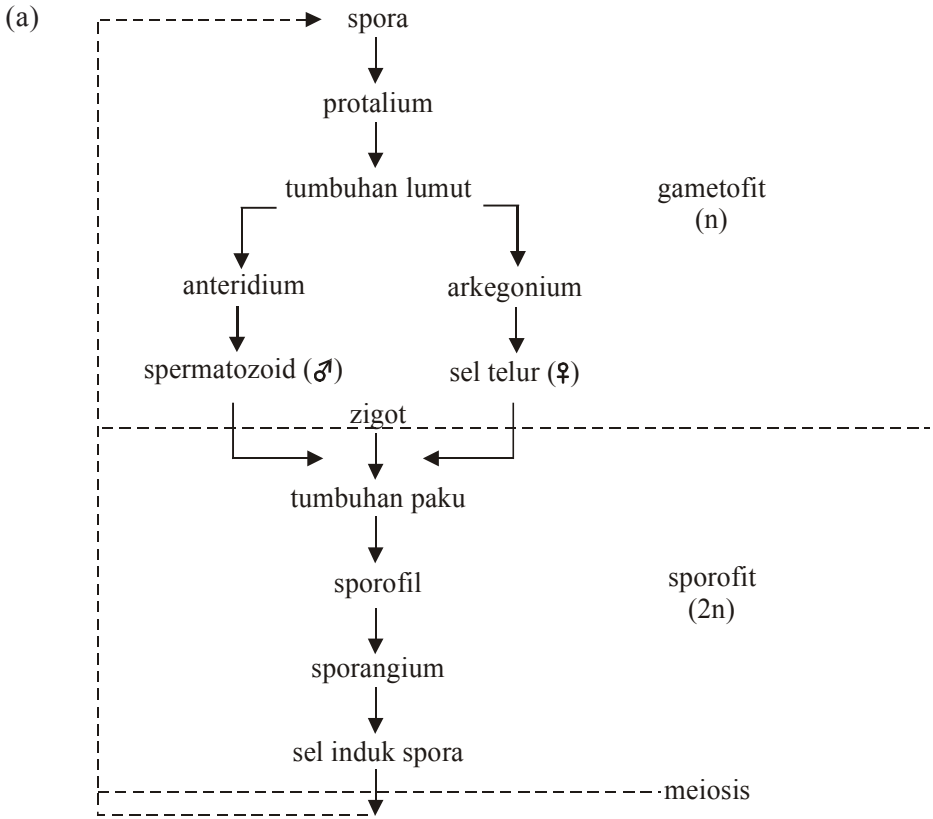 (a)
spora
protalium
tumbuhan lumut
gametofit
(n)
anteridium
arkegonium
spermatozoid (♂)
sel telur (♀)
zigot
tumbuhan paku
sporofil
sporofit
(2n)
sporangium
sel induk spora
meiosis